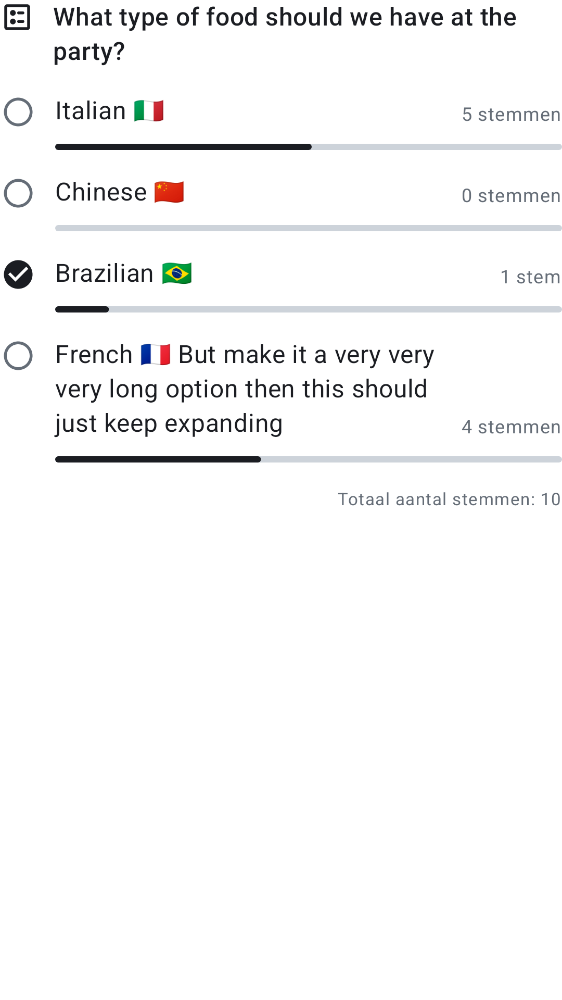 What type of food should we have at the
party?
Italian 🇮🇹
5 stemmen
Chinese 🇨🇳
0 stemmen
Brazilian 🇧🇷
1 stem
French 🇫🇷 But make it a very very
very long option then this should
just keep expanding
4 stemmen
Totaal aantal stemmen: 10